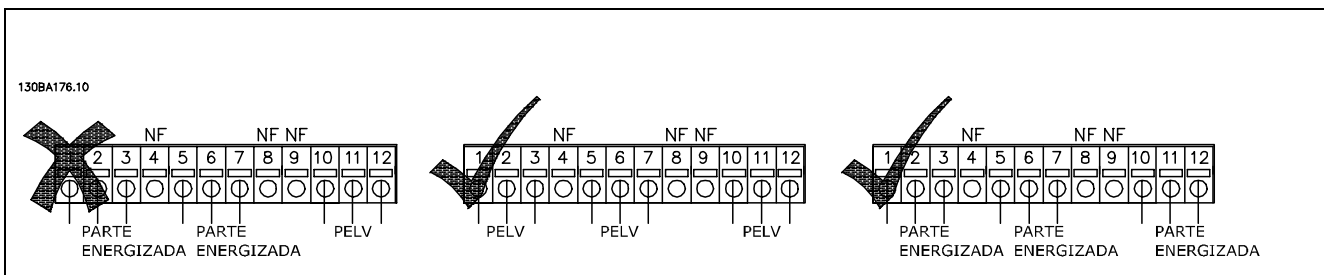 130BA176.10
NF NF NF
2 3 4 5 6 7 8 9 10 11 12
PARTE ENERGIZADA
PARTE ENERGIZADA
PELV
NF NF NF
1 2 3 4 5 6 7 8 9 10 11 12
PELV PELV PELV
NF NF NF
1 2 3 4 5 6 7 8 9 10 11 12
PARTE ENERGIZADA
PARTE ENERGIZADA
PARTE ENERGIZADA